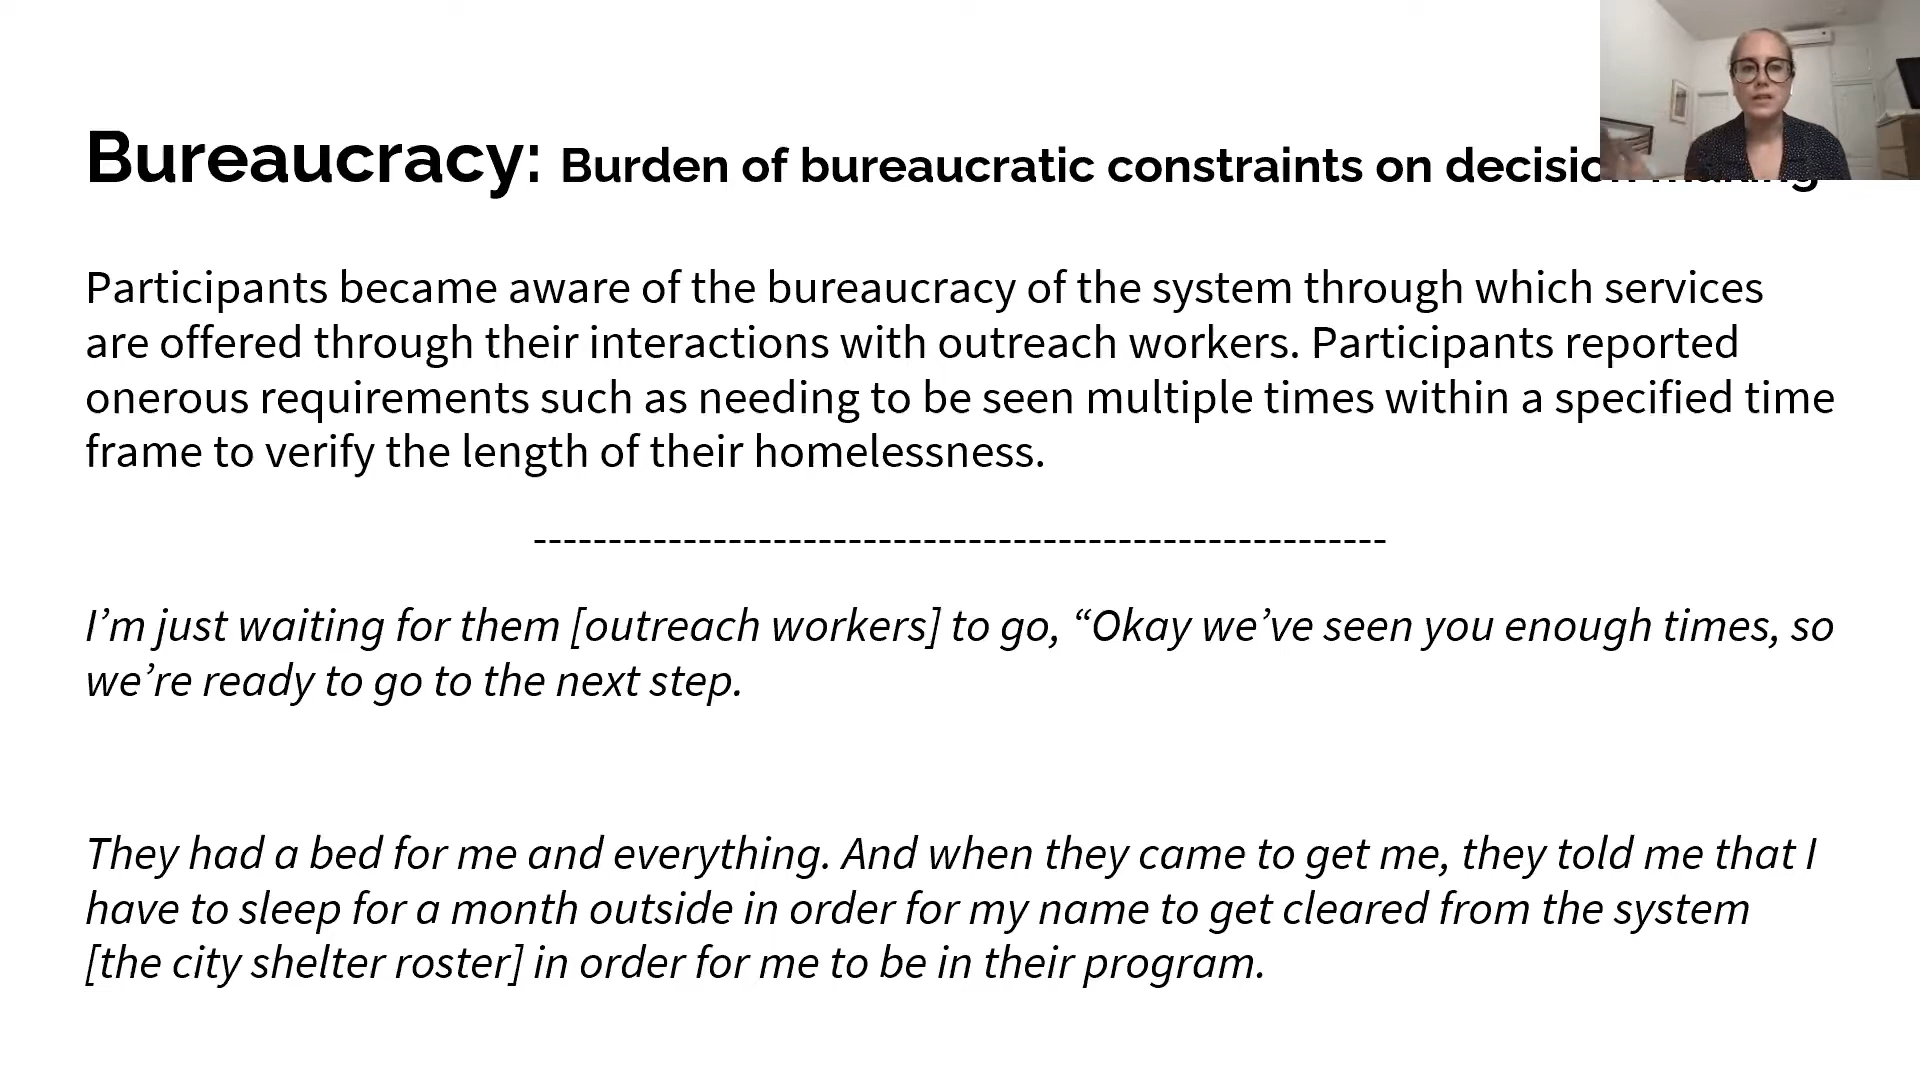 Bureaucracy: Burden of bureaucratic constraints on
Participants became aware of the bureaucracy of the system through which services
are offered through their interactions with outreach workers. Participants reported
onerous requirements such as needing to be seen multiple times within a specified time
frame to verify the length of their homelessness.
---------------------------------------------------------
I’m just waiting for them [outreach workers] to go, “Okay we’ve seen you enough times, so
we’re ready to go to the next step.
They had a bed for me and everything. And when they came to get me, they told me that I
have to sleep for a month outside in order for my name to get cleared from the system
[the city shelter roster] in order for me to be in their program.